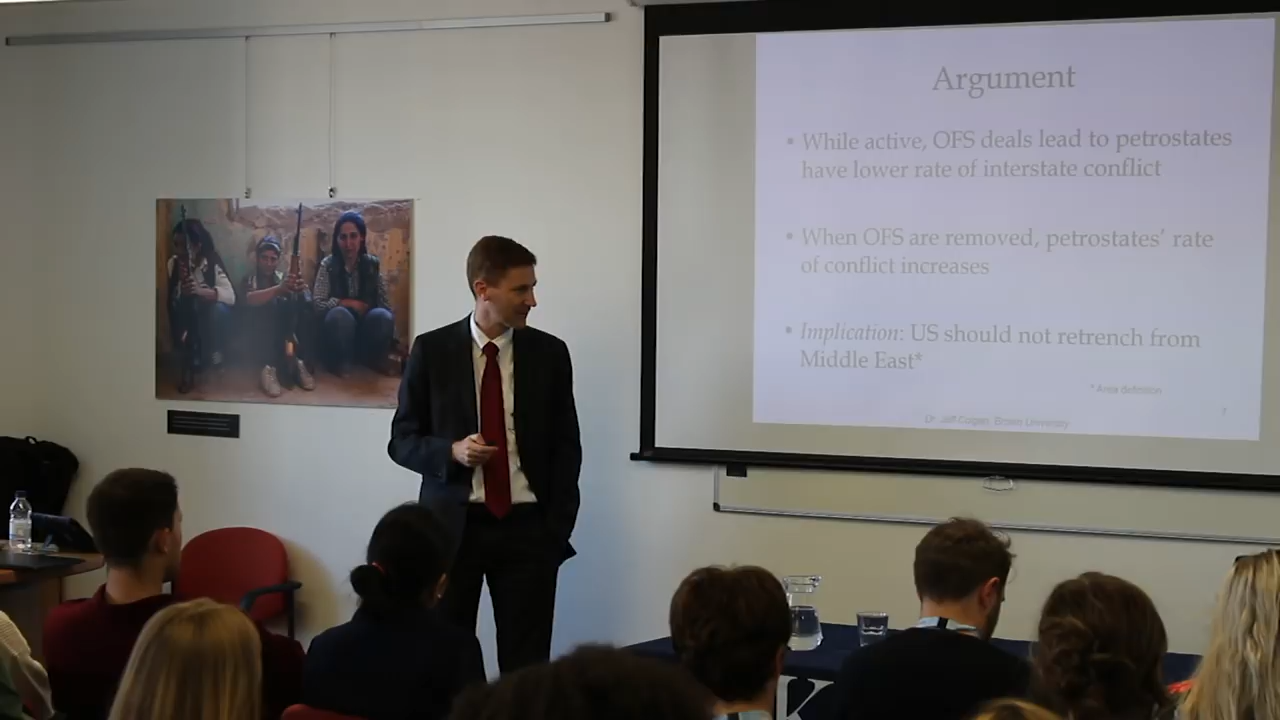 Argument
• While active, OFS deals lead to petrostates
have lower rate of interstate conflict
• When OFS are removed, petrostates’ rate
of conflict increases
• Implication: US should not retrench from
Middle East*
* Area definition
7
Dr. Jeff Colgan, Brown University
K